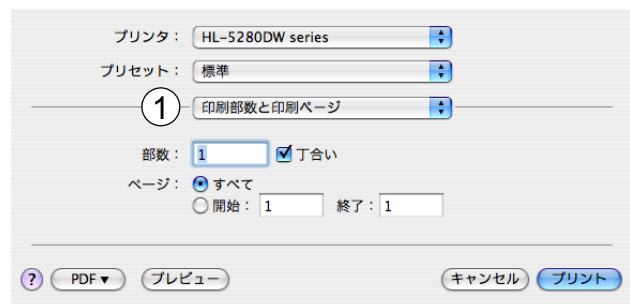 プリンタ： HL-5280DW series
プリセット： 標準
1 印刷部数と印刷ページ
部数： 1 丁合い
ページ： すべて
開始： 1 終了： 1
? PDF▼ プレビュー キャンセル プリント